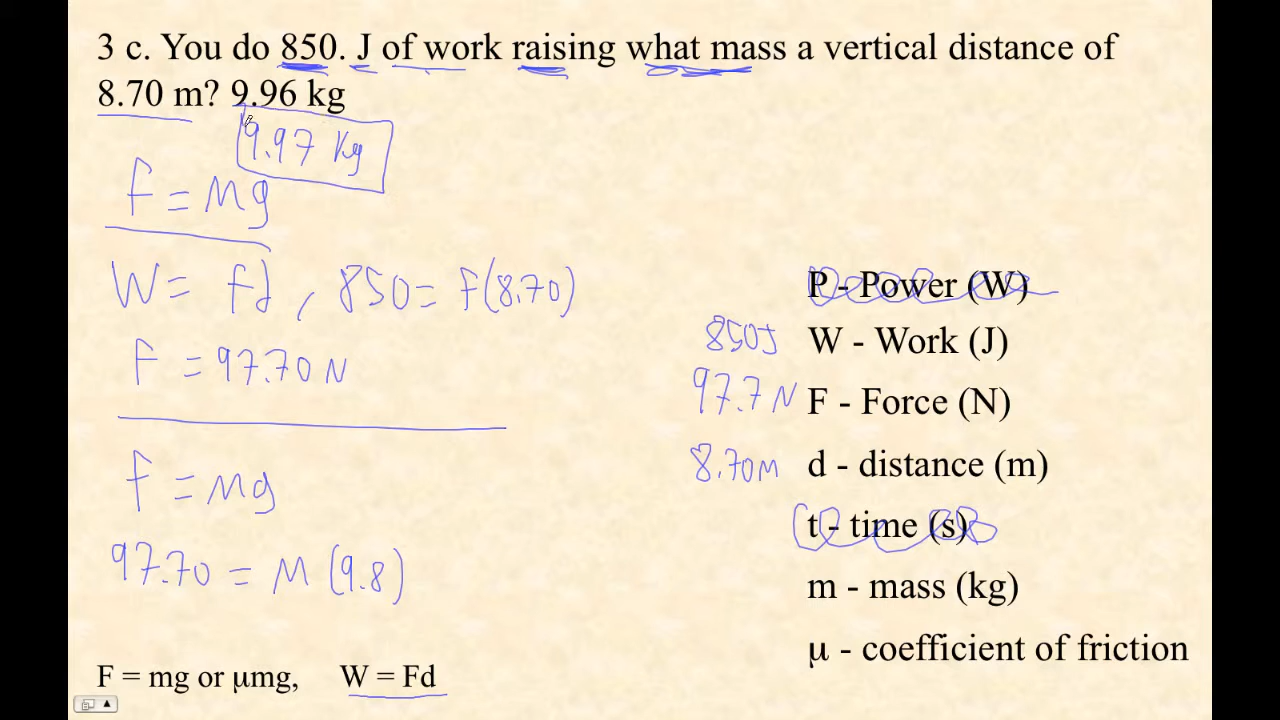 3 c. You do 850. J of work raising what mass a vertical distance of
8.70 m? 9.96 kg
9.97 Kg
F = mg
W = Fd, 850 = F(8.70)
F = 97.70 N
F = mg
97.70 = M (9.8)
F = mg or μmg, W = Fd
P - Power (W)
850J W - Work (J)
97.7 N F - Force (N)
8.70M d - distance (m)
t - time (s)
m - mass (kg)
μ - coefficient of friction